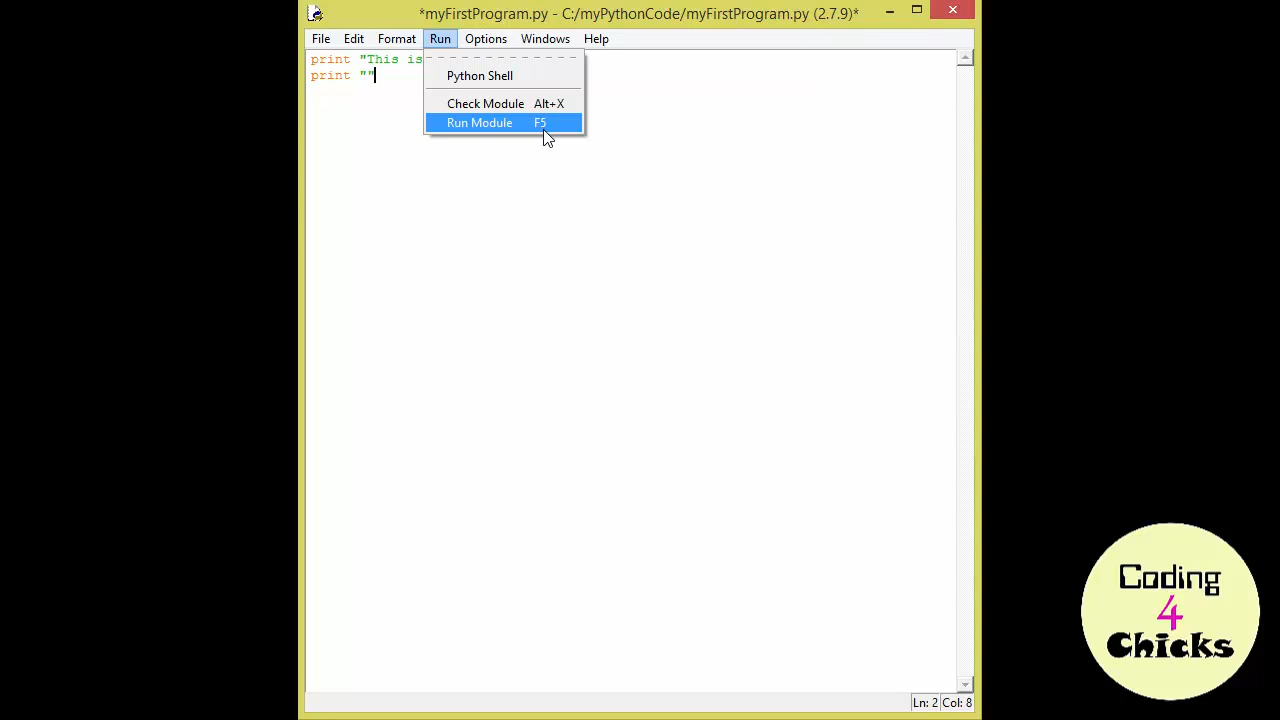 *myFirstProgram.py - C:/myPythonCode/myFirstProgram.py (2.7.9)*
File Edit Format Run Options Windows Help
print "This is
print ""
Python Shell
Check Module Alt+X
Run Module F5
Coding
4
Chicks
Ln: 2 Col: 8